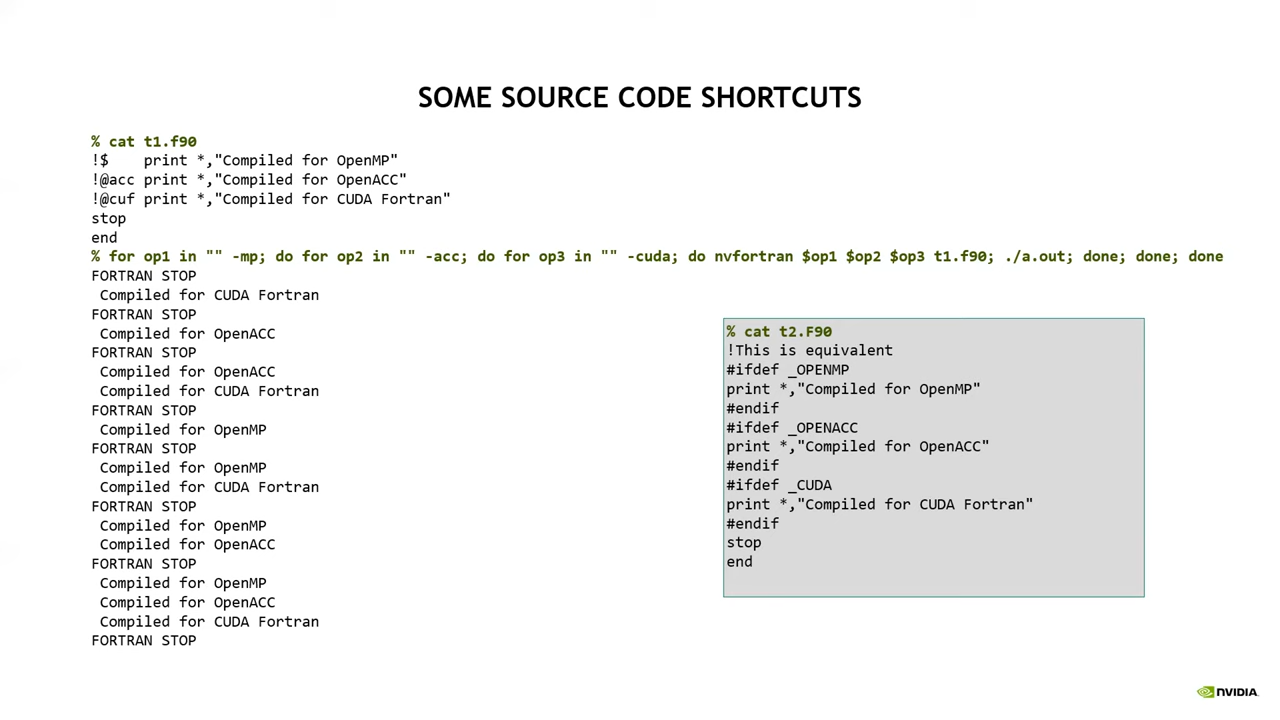 SOME SOURCE CODE SHORTCUTS
% cat t1.f90
!$    print *,"Compiled for OpenMP"
!@acc print *,"Compiled for OpenACC"
!@cuf print *,"Compiled for CUDA Fortran"
stop
end
% for op1 in "" -mp; do for op2 in "" -acc; do for op3 in "" -cuda; do nvfortran $op1 $op2 $op3 t1.f90; ./a.out; done; done; done
FORTRAN STOP
 Compiled for CUDA Fortran
FORTRAN STOP
 Compiled for OpenACC
FORTRAN STOP
 Compiled for OpenACC
 Compiled for CUDA Fortran
FORTRAN STOP
 Compiled for OpenMP
FORTRAN STOP
 Compiled for OpenMP
 Compiled for CUDA Fortran
FORTRAN STOP
 Compiled for OpenMP
 Compiled for OpenACC
FORTRAN STOP
 Compiled for OpenMP
 Compiled for OpenACC
 Compiled for CUDA Fortran
FORTRAN STOP
% cat t2.F90
!This is equivalent
#ifdef _OPENMP
print *,"Compiled for OpenMP"
#endif
#ifdef _OPENACC
print *,"Compiled for OpenACC"
#endif
#ifdef _CUDA
print *,"Compiled for CUDA Fortran"
#endif
stop
end
NVIDIA.